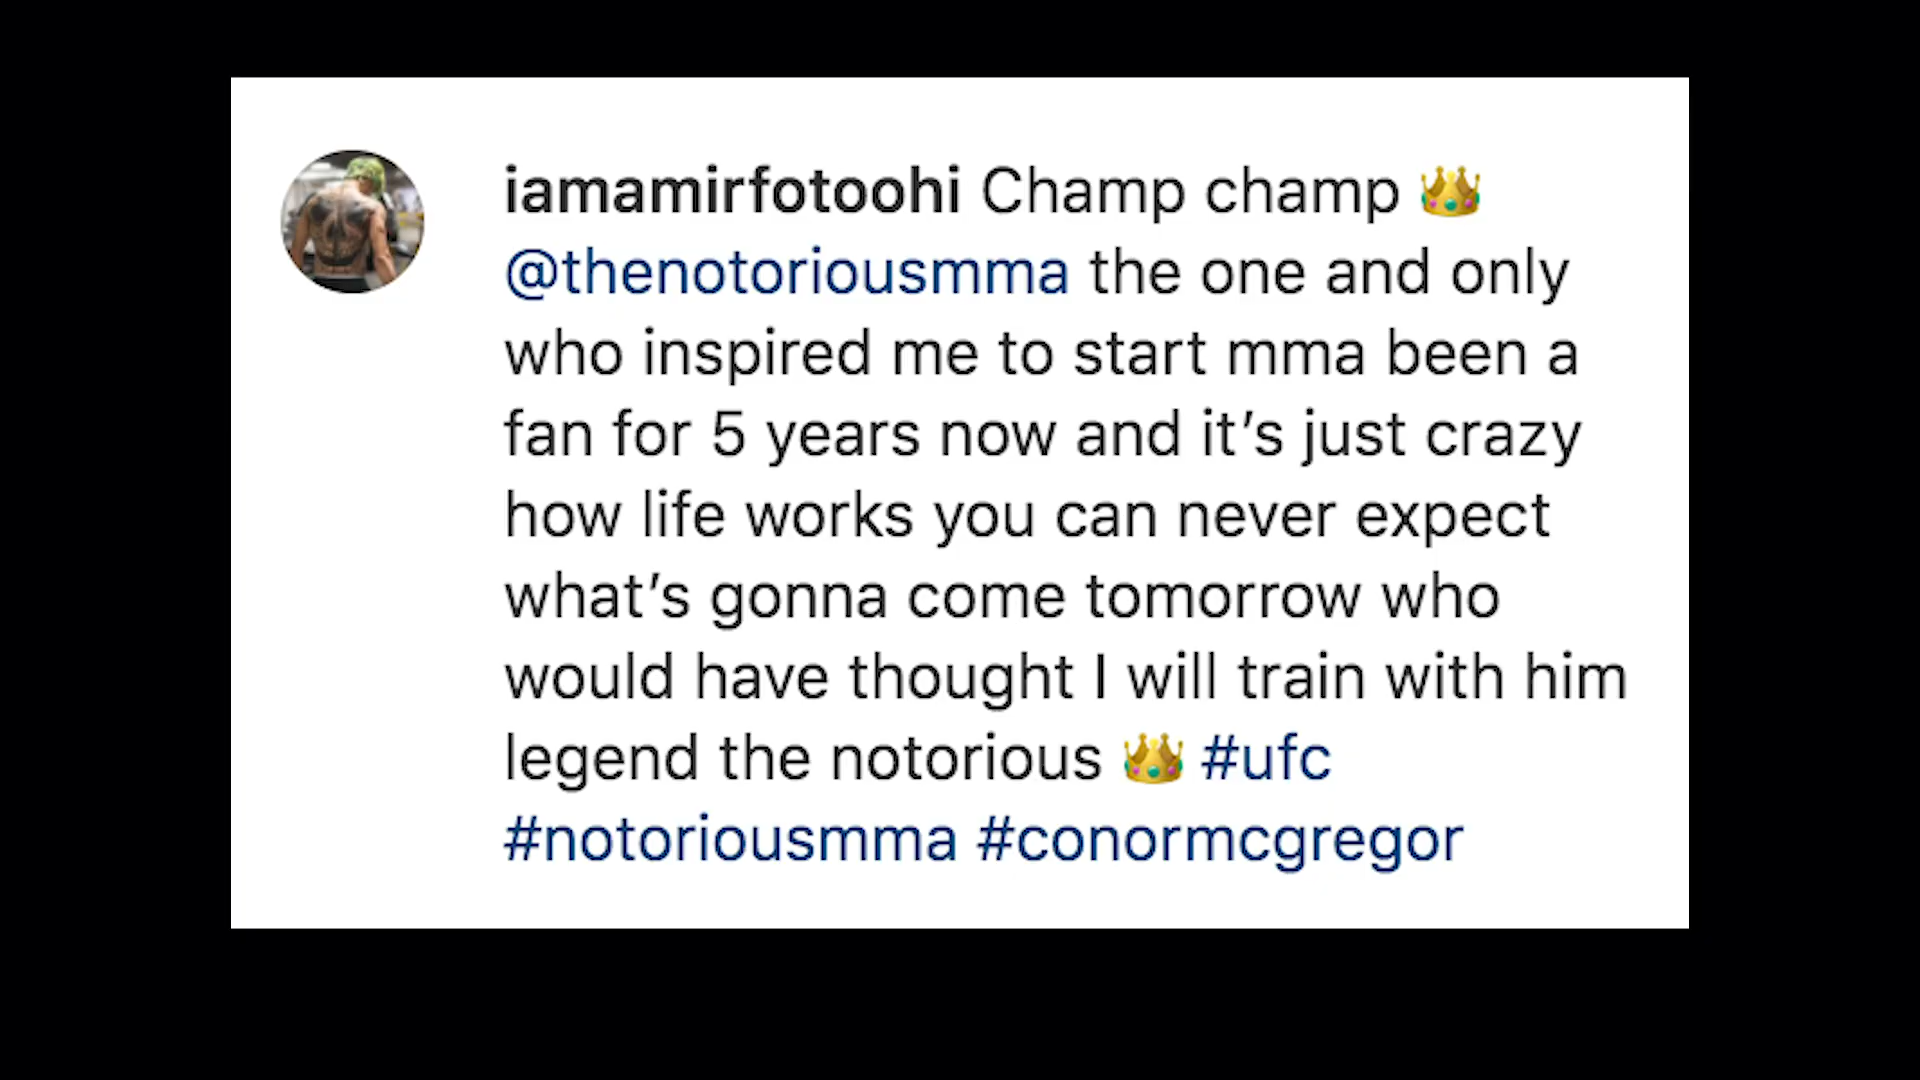 iamamirfotoohi Champ champ 👑
@thenotoriousmma the one and only
who inspired me to start mma been a
fan for 5 years now and it’s just crazy
how life works you can never expect
what’s gonna come tomorrow who
would have thought I will train with him
legend the notorious 👑 #ufc
#notoriousmma #conormcgregor